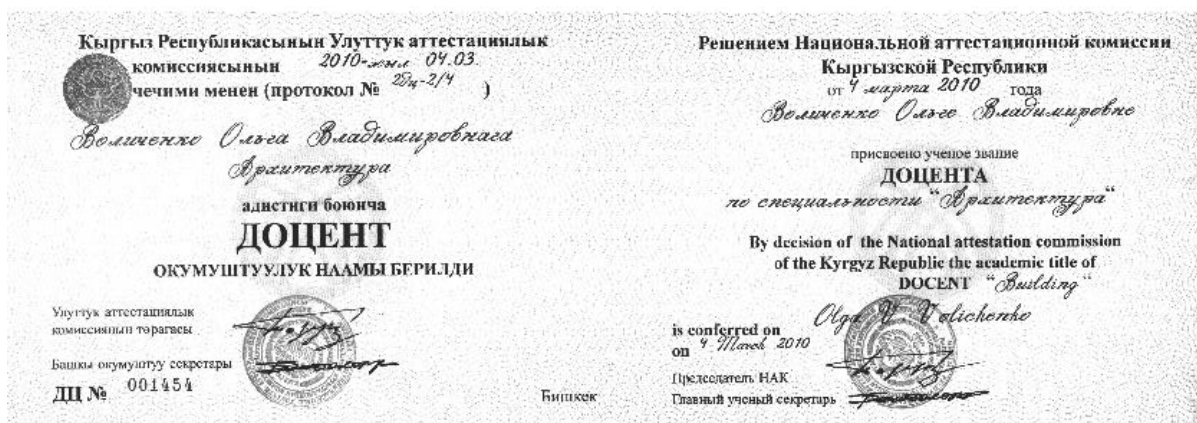 Кыргыз Республикасынын Улуттук аттестациялык
комиссиясынын 2010-жыл 04.03.
чечими менен (протокол № 2дц-2/4 )
Воличенко Ольга Владимировнага
Архитектура
адистиги боюнча
ДОЦЕНТ
ОКУМУШТУУЛУК НААМЫ БЕРИЛДИ
Улуттук аттестациялык
комиссиянын төрагасы
Башкы окумуштуу секретары
ДЦ № 001454
Бишкек
Решением Национальной аттестационной комиссии
Кыргызской Республики
от 4 марта 2010 года
Воличенко Ольге Владимировне
присвоено ученое звание
ДОЦЕНТА
по специальности "Архитектура"
By decision of the National attestation commission
of the Kyrgyz Republic the academic title of
DOCENT "Building"
Olga V. Volichenko
is conferred on
on 4 March 2010
Председатель НАК
Главный ученый секретарь